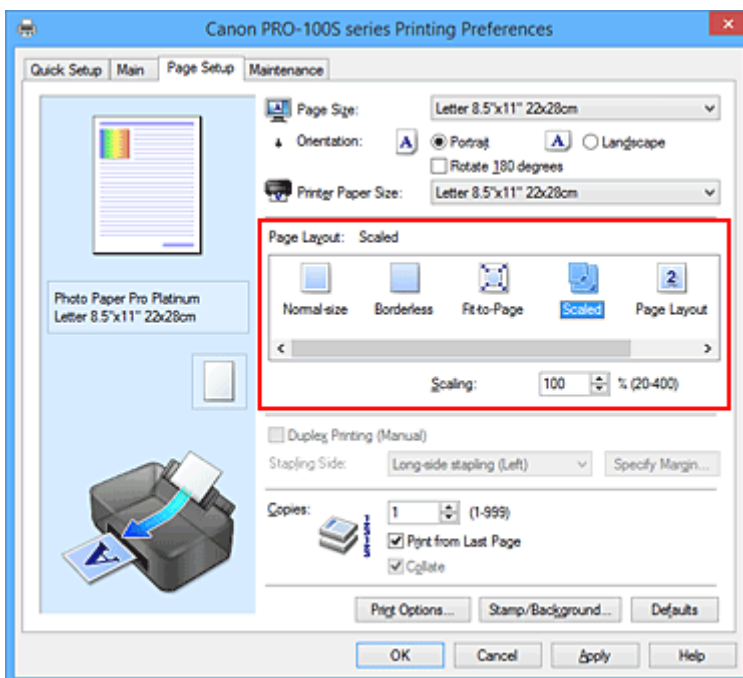 Canon PRO-100S series Printing Preferences
Quick Setup Main Page Setup Maintenance
Page Size: Letter 8.5"x11" 22x28cm
Orientation: A Portrait A Landscape
Rotate 180 degrees
Printer Paper Size: Letter 8.5"x11" 22x28cm
Page Layout: Scaled
Normal-size Borderless Fit-to-Page Scaled 2 Page Layout
Photo Paper Pro Platinum
Letter 8.5"x11" 22x28cm
Scaling: 100 % (20-400)
Duplex Printing (Manual)
Stapling Side: Long-side stapling (Left) Specify Margin...
Copies: 1 (1-999)
Print from Last Page
Collate
A
Print Options... Stamp/Background... Defaults
OK Cancel Apply Help